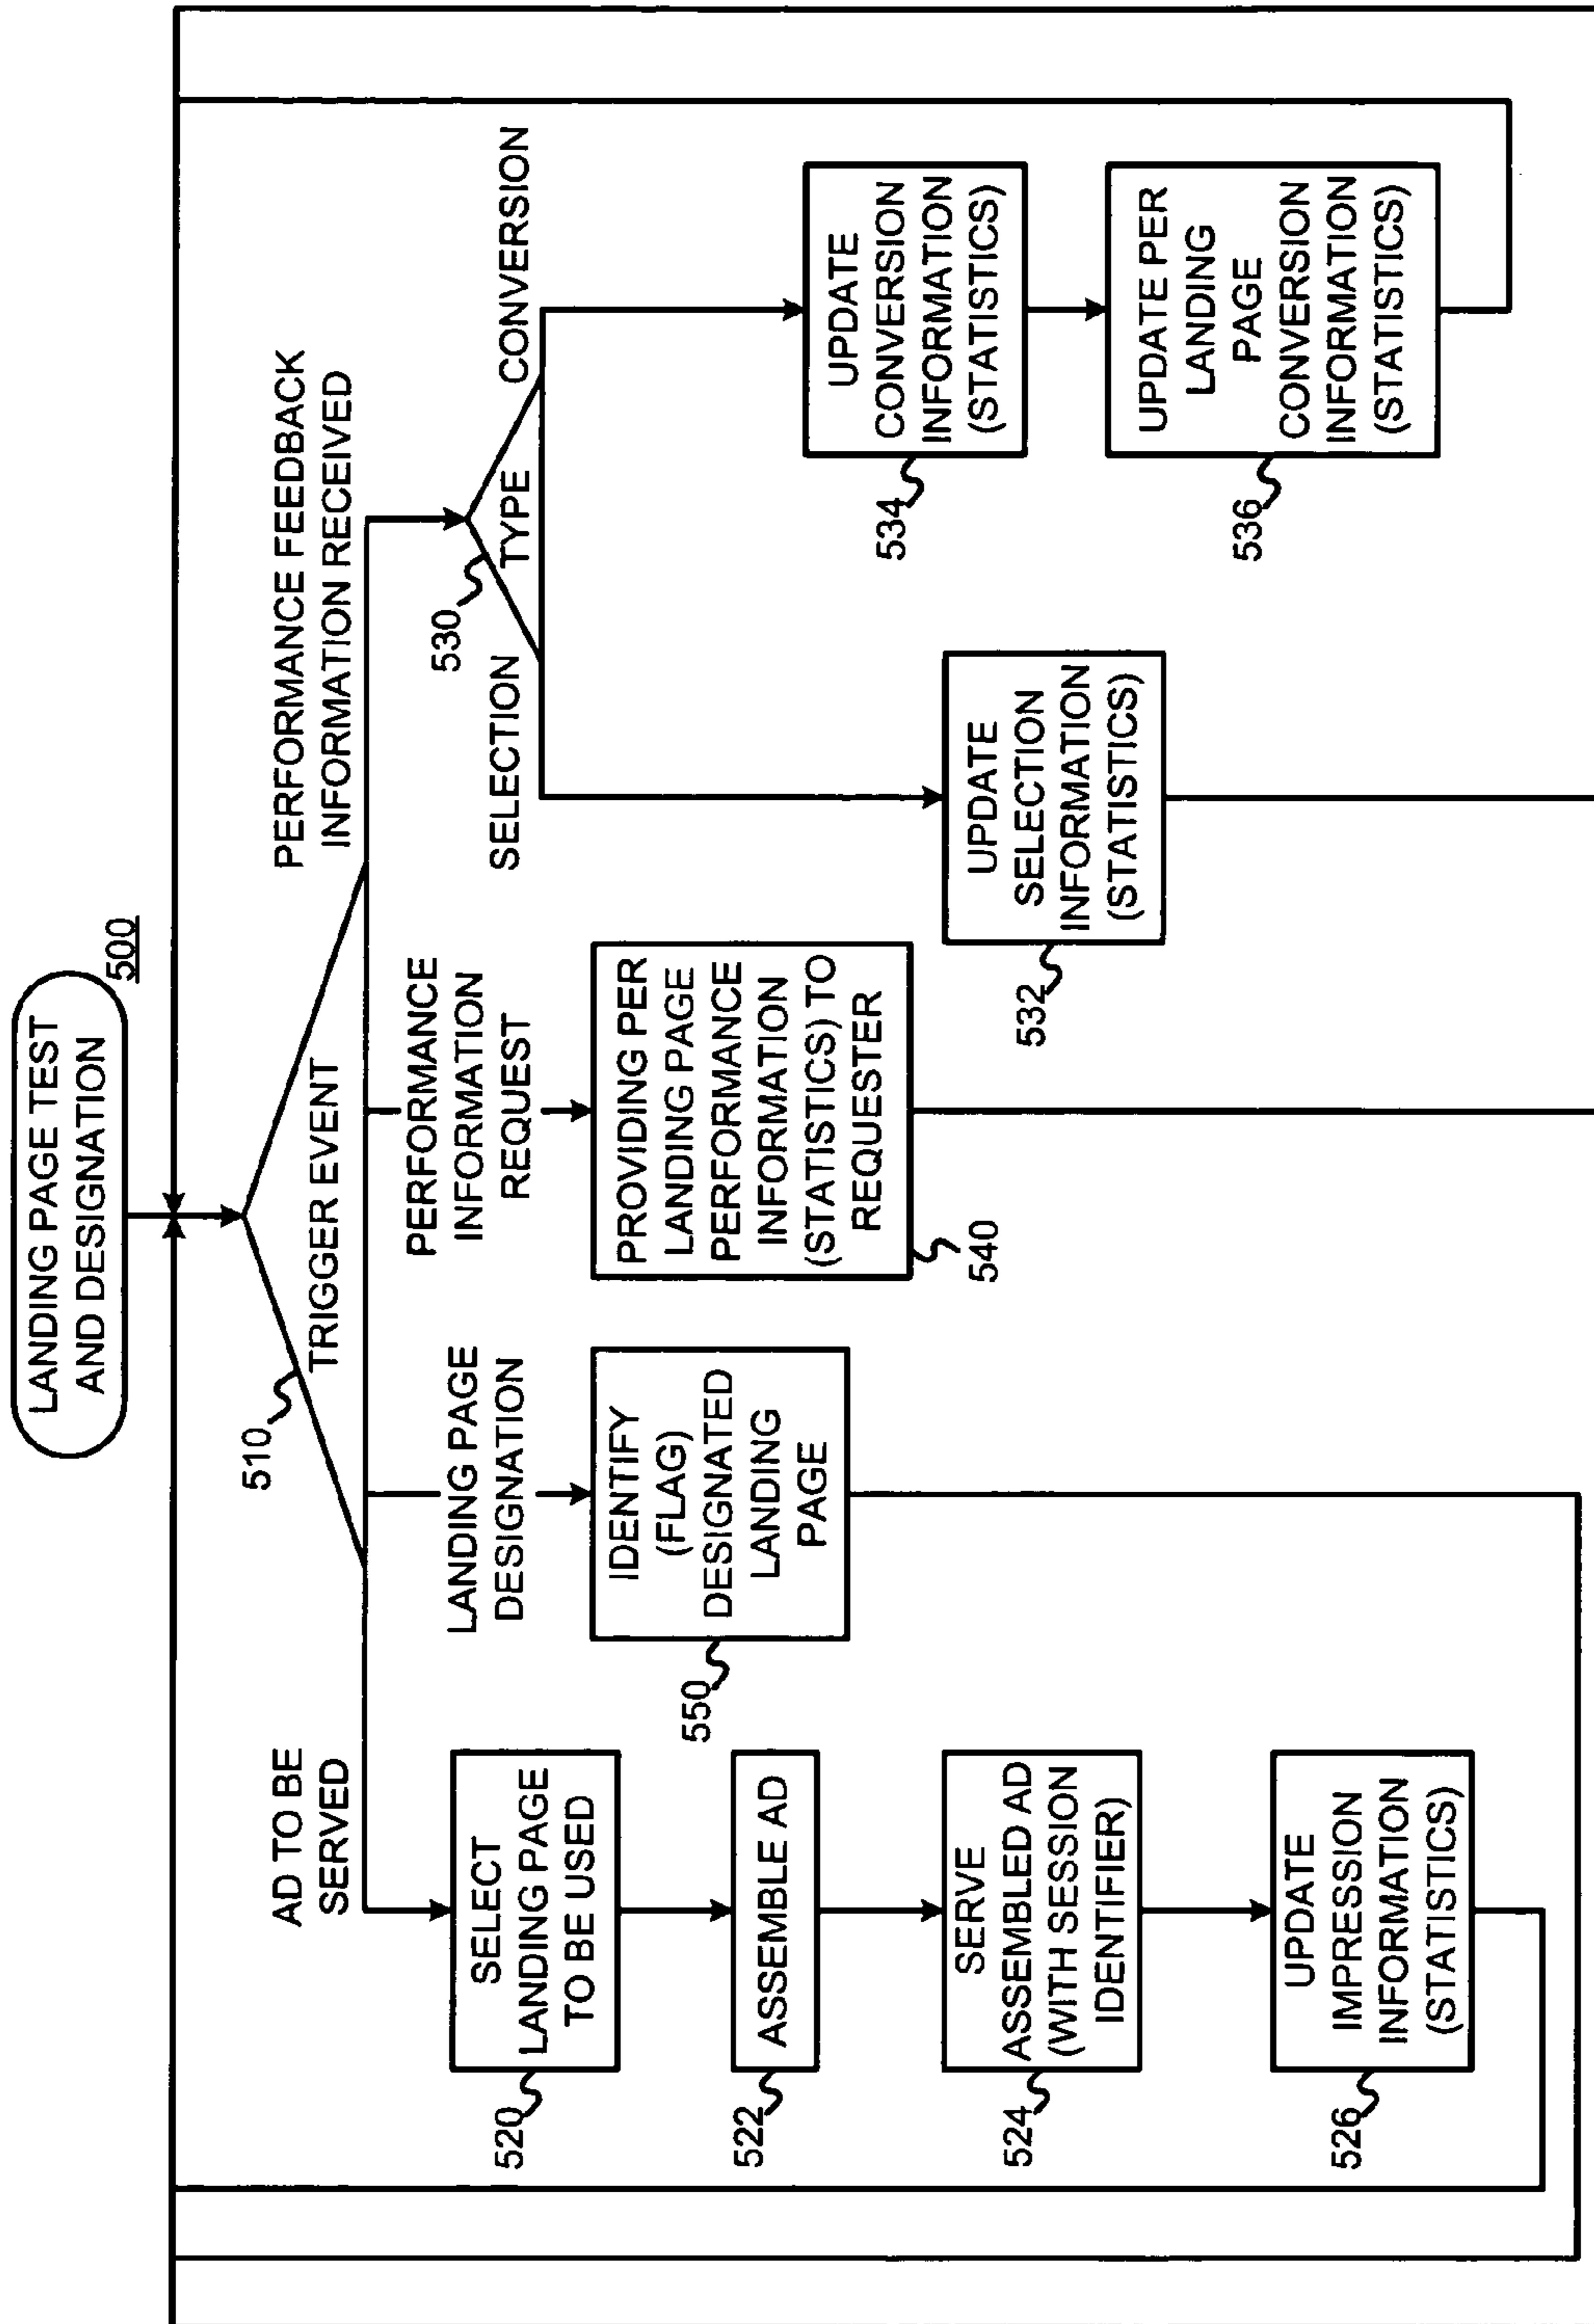 LANDING PAGE TEST
AND DESIGNATION
500
510
TRIGGER EVENT
AD TO BE
SERVED
LANDING PAGE
DESIGNATION
PERFORMANCE
INFORMATION
REQUEST
PERFORMANCE FEEDBACK
INFORMATION RECEIVED
SELECT
LANDING PAGE
TO BE USED
520
ASSEMBLE AD
522
SERVE
ASSEMBLED AD
(WITH SESSION
IDENTIFIER)
524
UPDATE
IMPRESSION
INFORMATION
(STATISTICS)
526
IDENTIFY
(FLAG)
DESIGNATED
LANDING
PAGE
550
PROVIDING PER
LANDING PAGE
PERFORMANCE
INFORMATION
(STATISTICS) TO
REQUESTER
540
530
TYPE
SELECTION
CONVERSION
UPDATE
SELECTION
INFORMATION
(STATISTICS)
532
UPDATE
CONVERSION
INFORMATION
(STATISTICS)
534
UPDATE PER
LANDING
PAGE
CONVERSION
INFORMATION
(STATISTICS)
536